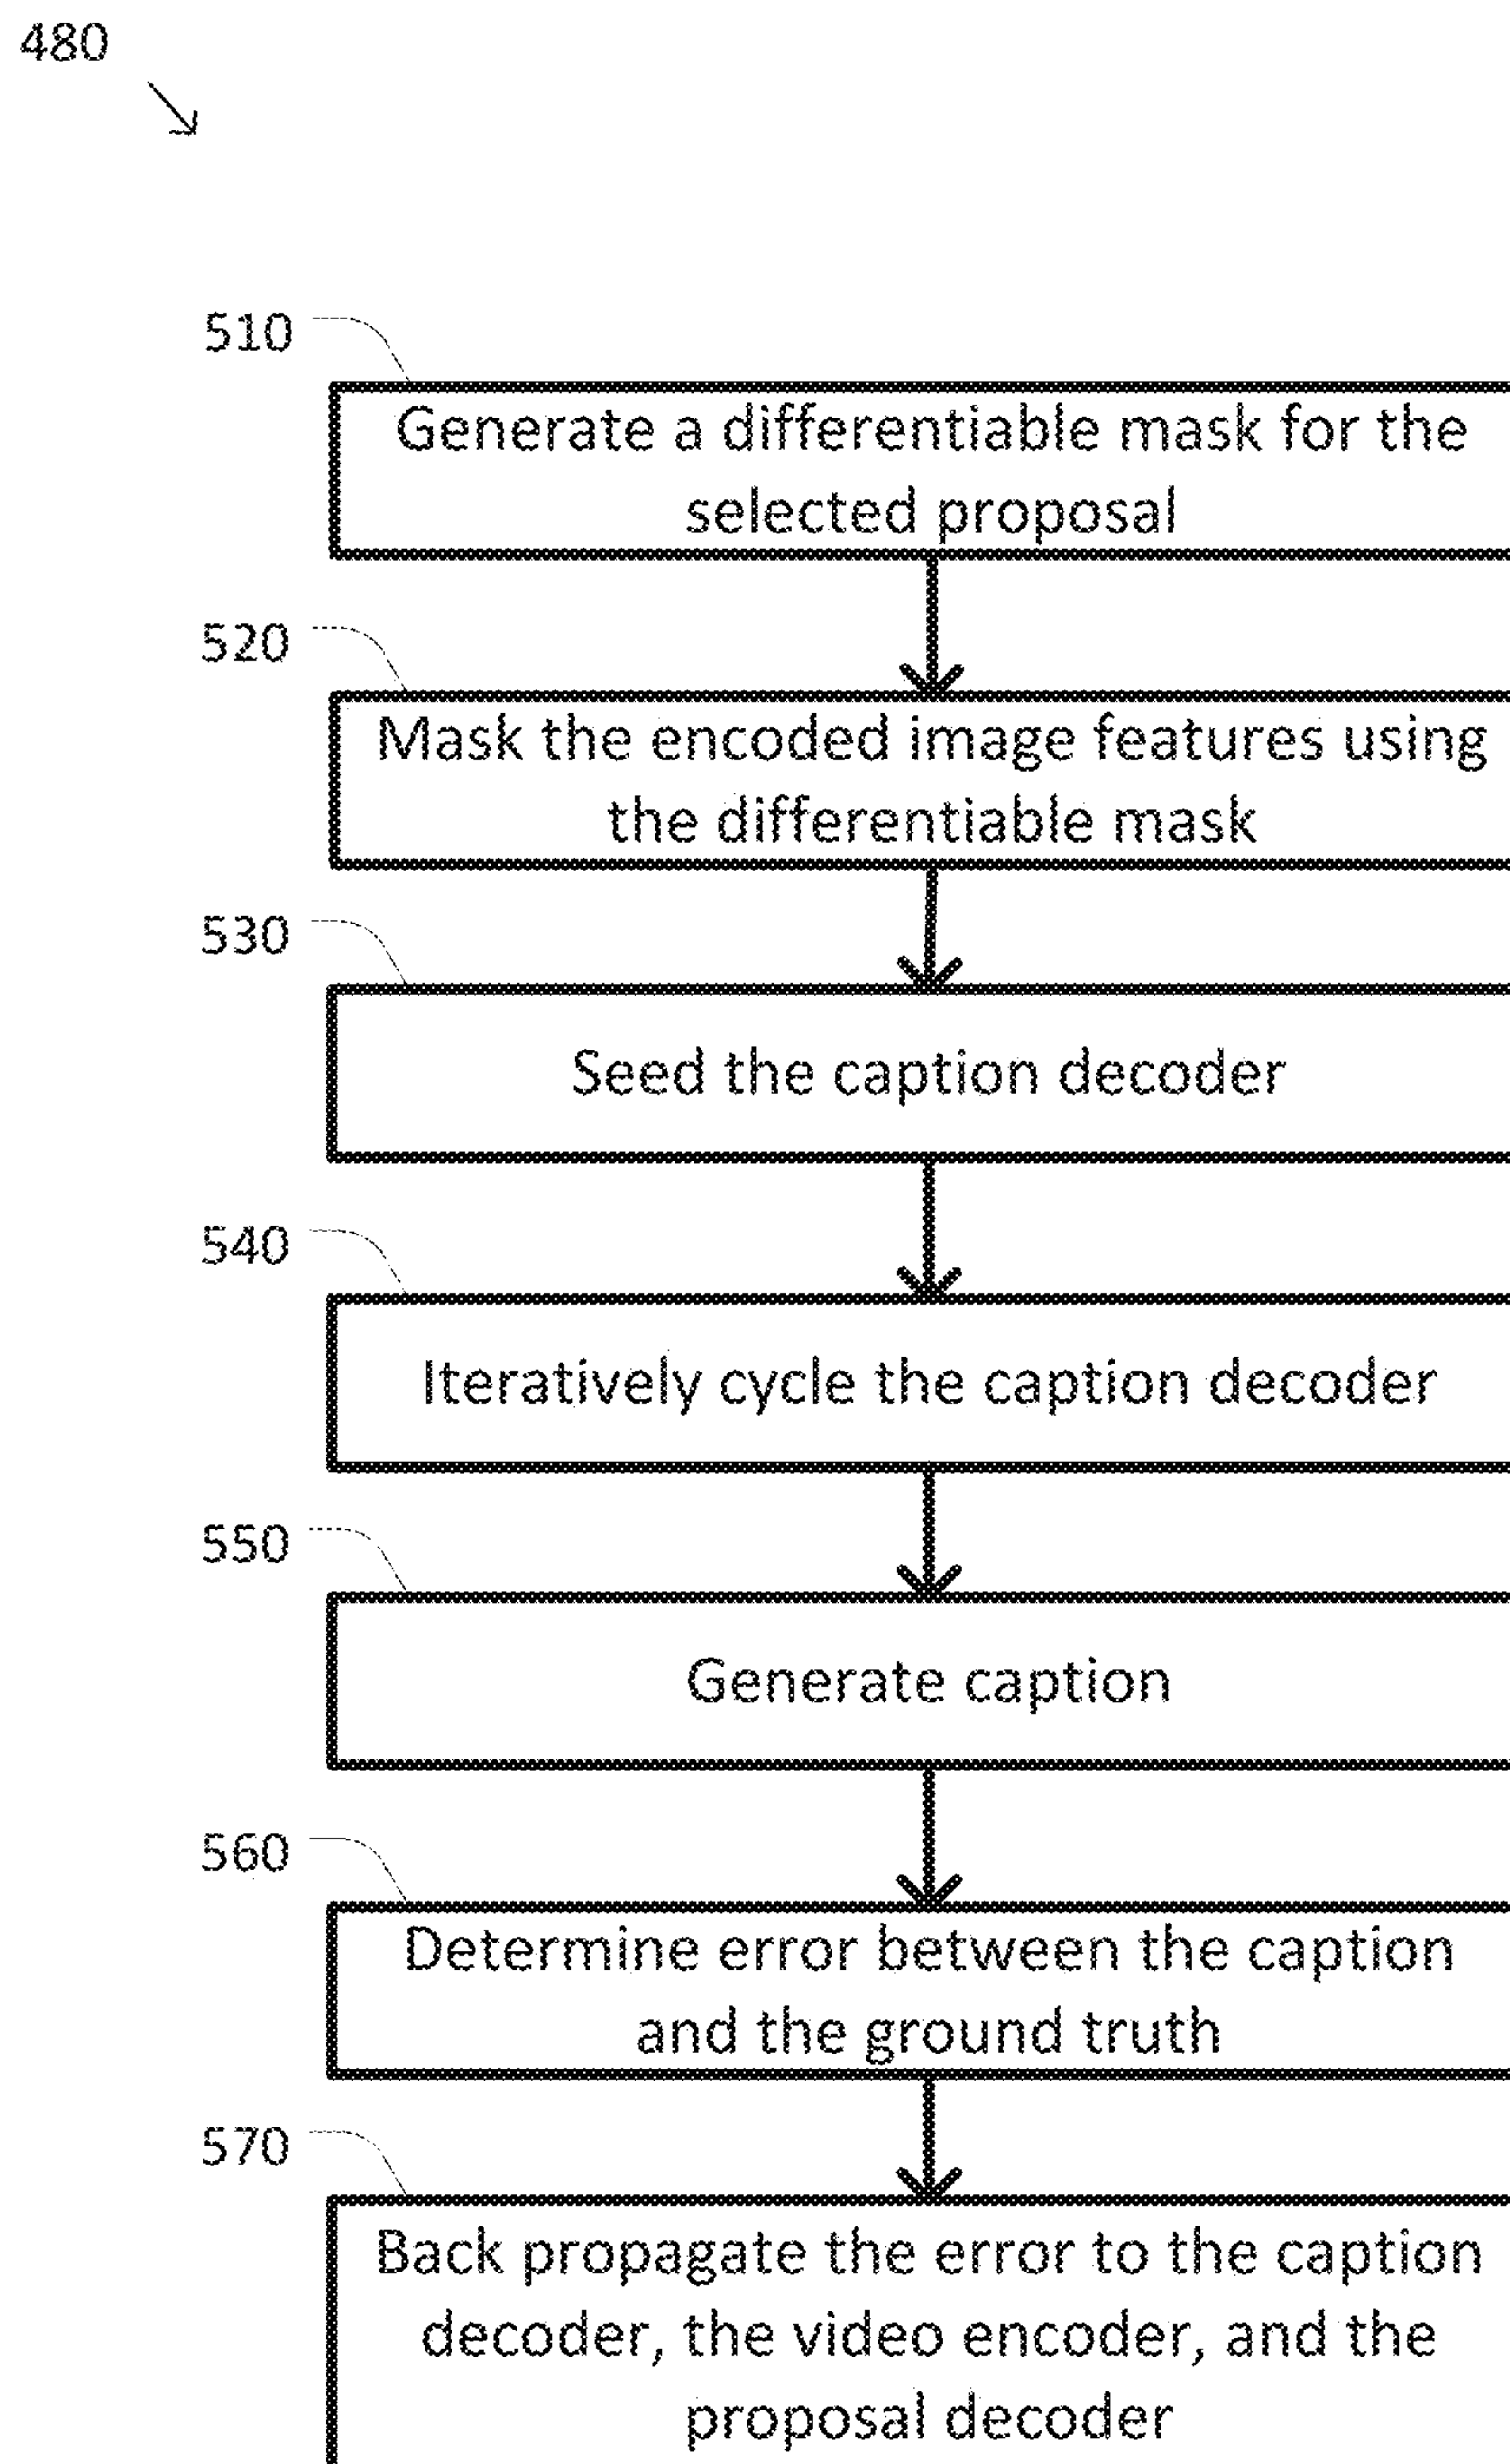 480
510
Generate a differentiable mask for the
selected proposal
520
Mask the encoded image features using
the differentiable mask
530
Seed the caption decoder
540
Iteratively cycle the caption decoder
550
Generate caption
560
Determine error between the caption
and the ground truth
570
Back propagate the error to the caption
decoder, the video encoder, and the
proposal decoder